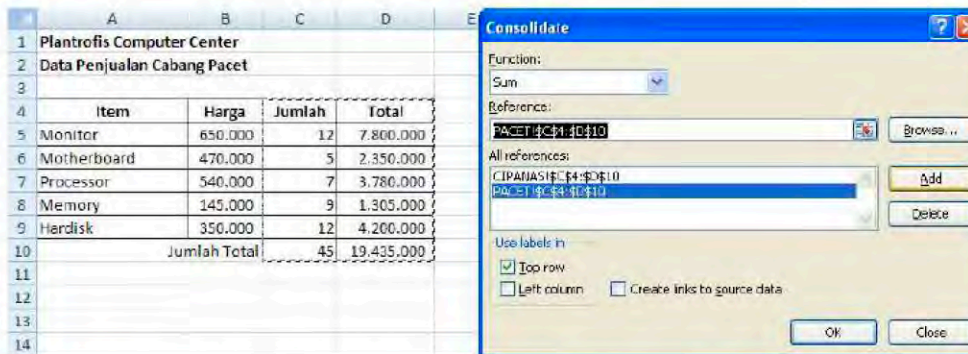 A B C D E
1 Plantrofis Computer Center
2 Data Penjualan Cabang Pacet
3
4 Item Harga Jumlah Total
5 Monitor 650.000 12 7.800.000
6 Motherboard 470.000 5 2.350.000
7 Processor 540.000 7 3.780.000
8 Memory 145.000 9 1.305.000
9 Hardisk 350.000 12 4.200.000
10 Jumlah Total 45 19.435.000
11
12
13
14
Consolidate
Function:
Sum
Reference:
PACET!$C$4:$D$10
Browse...
All references:
CIPANAS!$C$4:$D$10
PACET!$C$4:$D$10
Add
Delete
Use labels in
Top row
Left column
Create links to source data
OK
Close